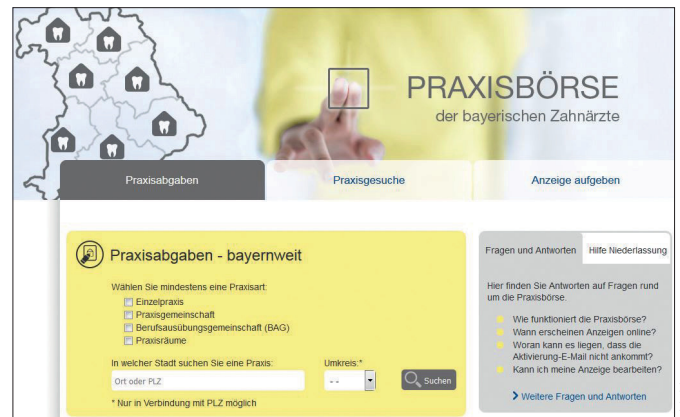 PRAXISBÖRSE
der bayerischen Zahnärzte
Praxisabgaben
Praxisgesuche
Anzeige aufgeben
Praxisabgaben - bayernweit
Wählen Sie mindestens eine Praxisart:
Einzelpraxis
Praxisgemeinschaft
Berufsausübungsgemeinschaft (BAG)
Praxisräume
In welcher Stadt suchen Sie eine Praxis:
Umkreis:*
Ort oder PLZ
- -
Suchen
* Nur in Verbindung mit PLZ möglich
Fragen und Antworten
Hilfe Niederlassung
Hier finden Sie Antworten auf Fragen rund
um die Praxisbörse.
Wie funktioniert die Praxisbörse?
Wann erscheinen Anzeigen online?
Woran kann es liegen, dass die
Aktivierung-E-Mail nicht ankommt?
Kann ich meine Anzeige bearbeiten?
Weitere Fragen und Antworten